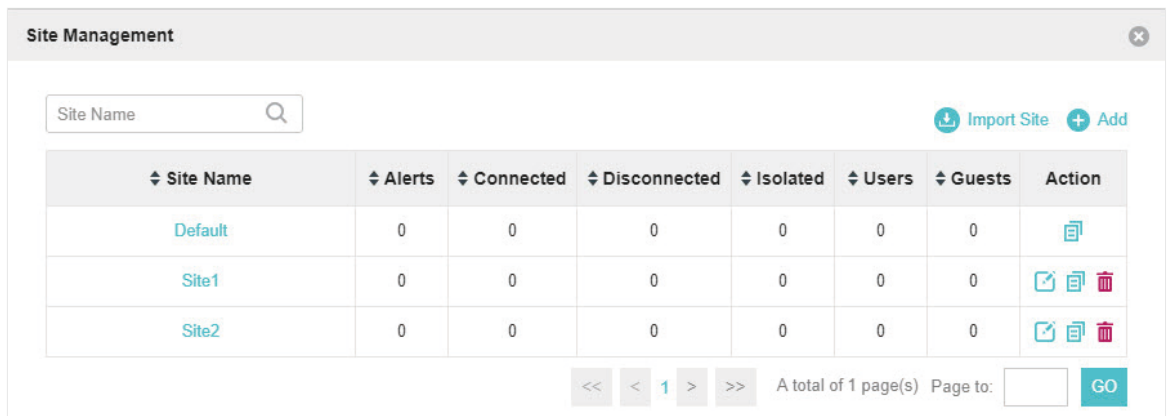 Site Management
Site Name
Import Site Add
Site Name Alerts Connected Disconnected Isolated Users Guests Action
Default 0 0 0 0 0 0
Site1 0 0 0 0 0 0
Site2 0 0 0 0 0 0
<< < 1 > >> A total of 1 page(s) Page to: GO